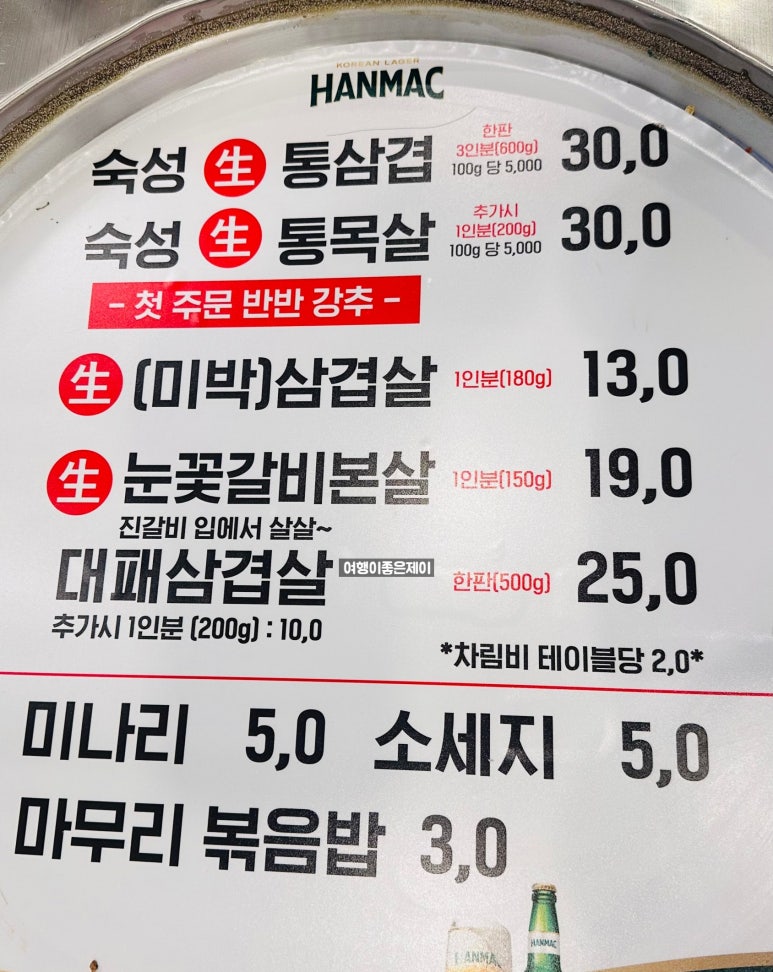 KOREAN LAGER
HANMAC
숙성 生 통삼겹 한판 3인분(600g) 100g 당 5,000 30,0
숙성 生 통목살 추가시 1인분(200g) 100g 당 5,000 30,0
- 첫 주문 반반 강추 -
生 (미박)삼겹살 1인분(180g) 13,0
生 눈꽃갈비본살 1인분(150g) 19,0
진갈비 입에서 살살~
대패삼겹살 여행이좋은제이 한판(500g) 25,0
추가시 1인분 (200g) : 10,0
*차림비 테이블당 2,0*
미나리 5,0 소세지 5,0
마무리 볶음밥 3,0
HANMAC HANMAC